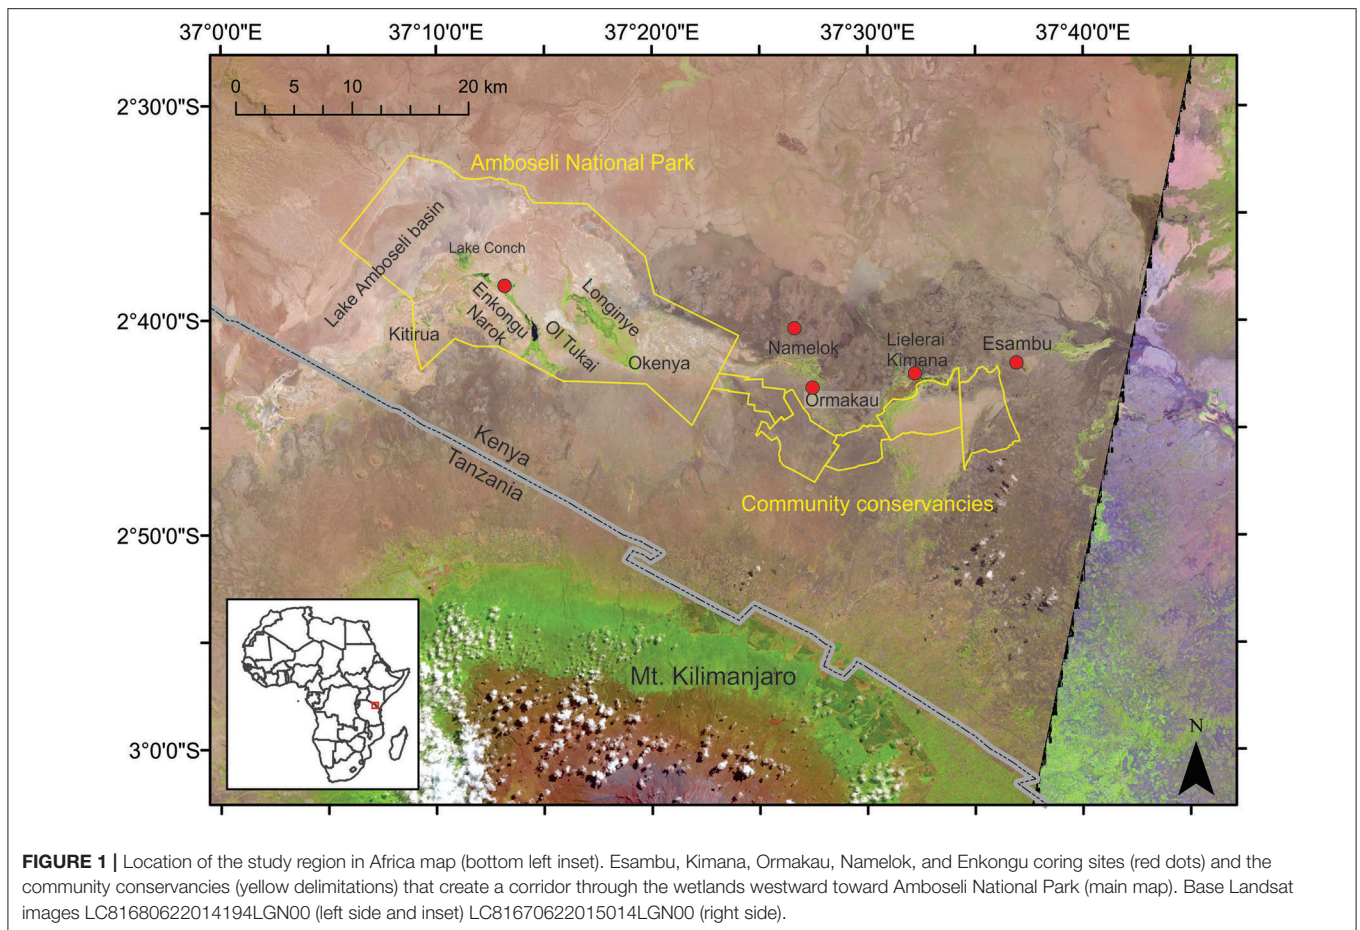 37°0'0"E 37°10'0"E 37°20'0"E 37°30'0"E 37°40'0"E
0 5 10 20 km
2°30'0"S
Amboseli National Park
Lake Amboseli basin
Lake Conch
Enkongu
Narok
Longinye
Ol Tukai
2°40'0"S
Kitirua
Okenya
Namelok
Lielerai
Kimana
Esambu
Ormakau
Kenya
Tanzania
Community conservancies
2°50'0"S
Mt. Kilimanjaro
3°0'0"S
N
FIGURE 1 | Location of the study region in Africa map (bottom left inset). Esambu, Kimana, Ormakau, Namelok, and Enkongu coring sites (red dots) and the
community conservancies (yellow delimitations) that create a corridor through the wetlands westward toward Amboseli National Park (main map). Base Landsat
images LC81680622014194LGN00 (left side and inset) LC81670622015014LGN00 (right side).